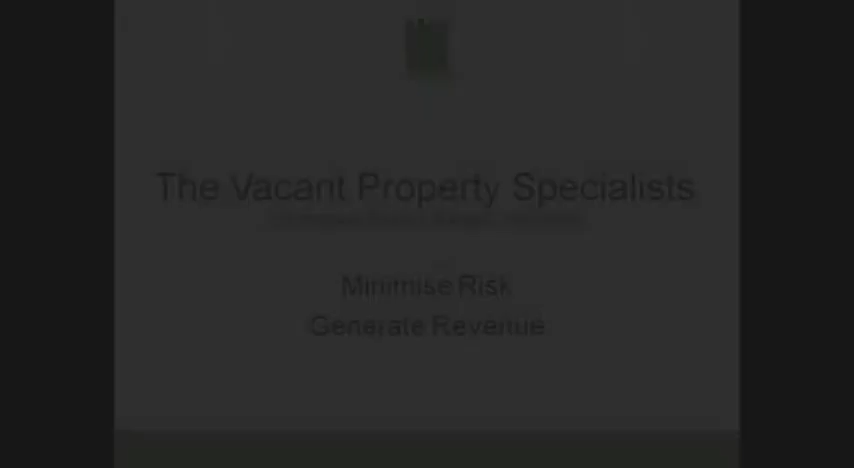 The Vacant Property Specialists
Minimise Risk
Generate Revenue